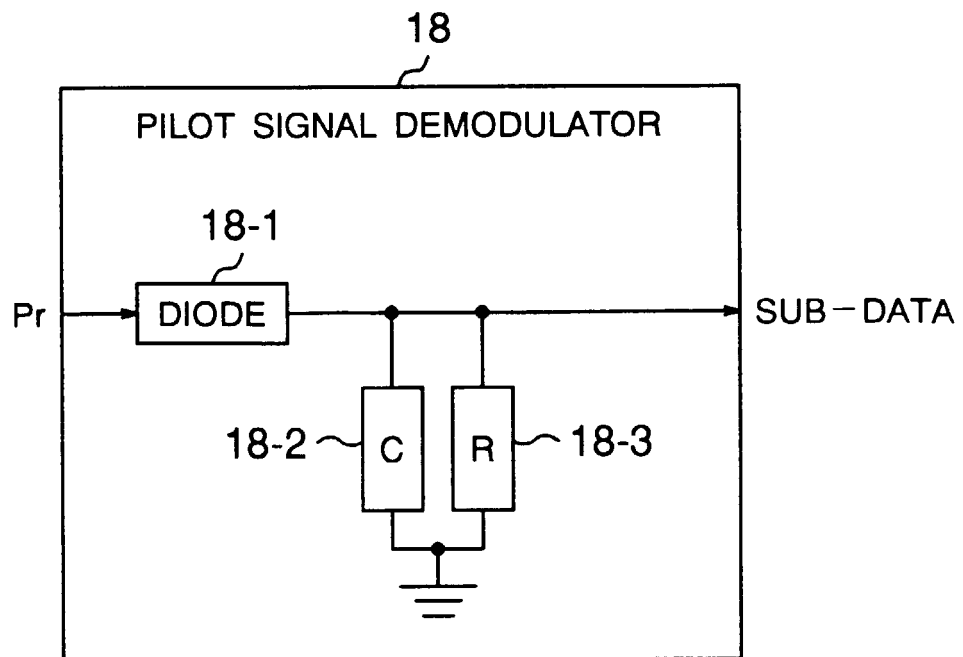 18
PILOT SIGNAL DEMODULATOR
18-1
Pr
DIODE
SUB-DATA
18-2
C
R
18-3